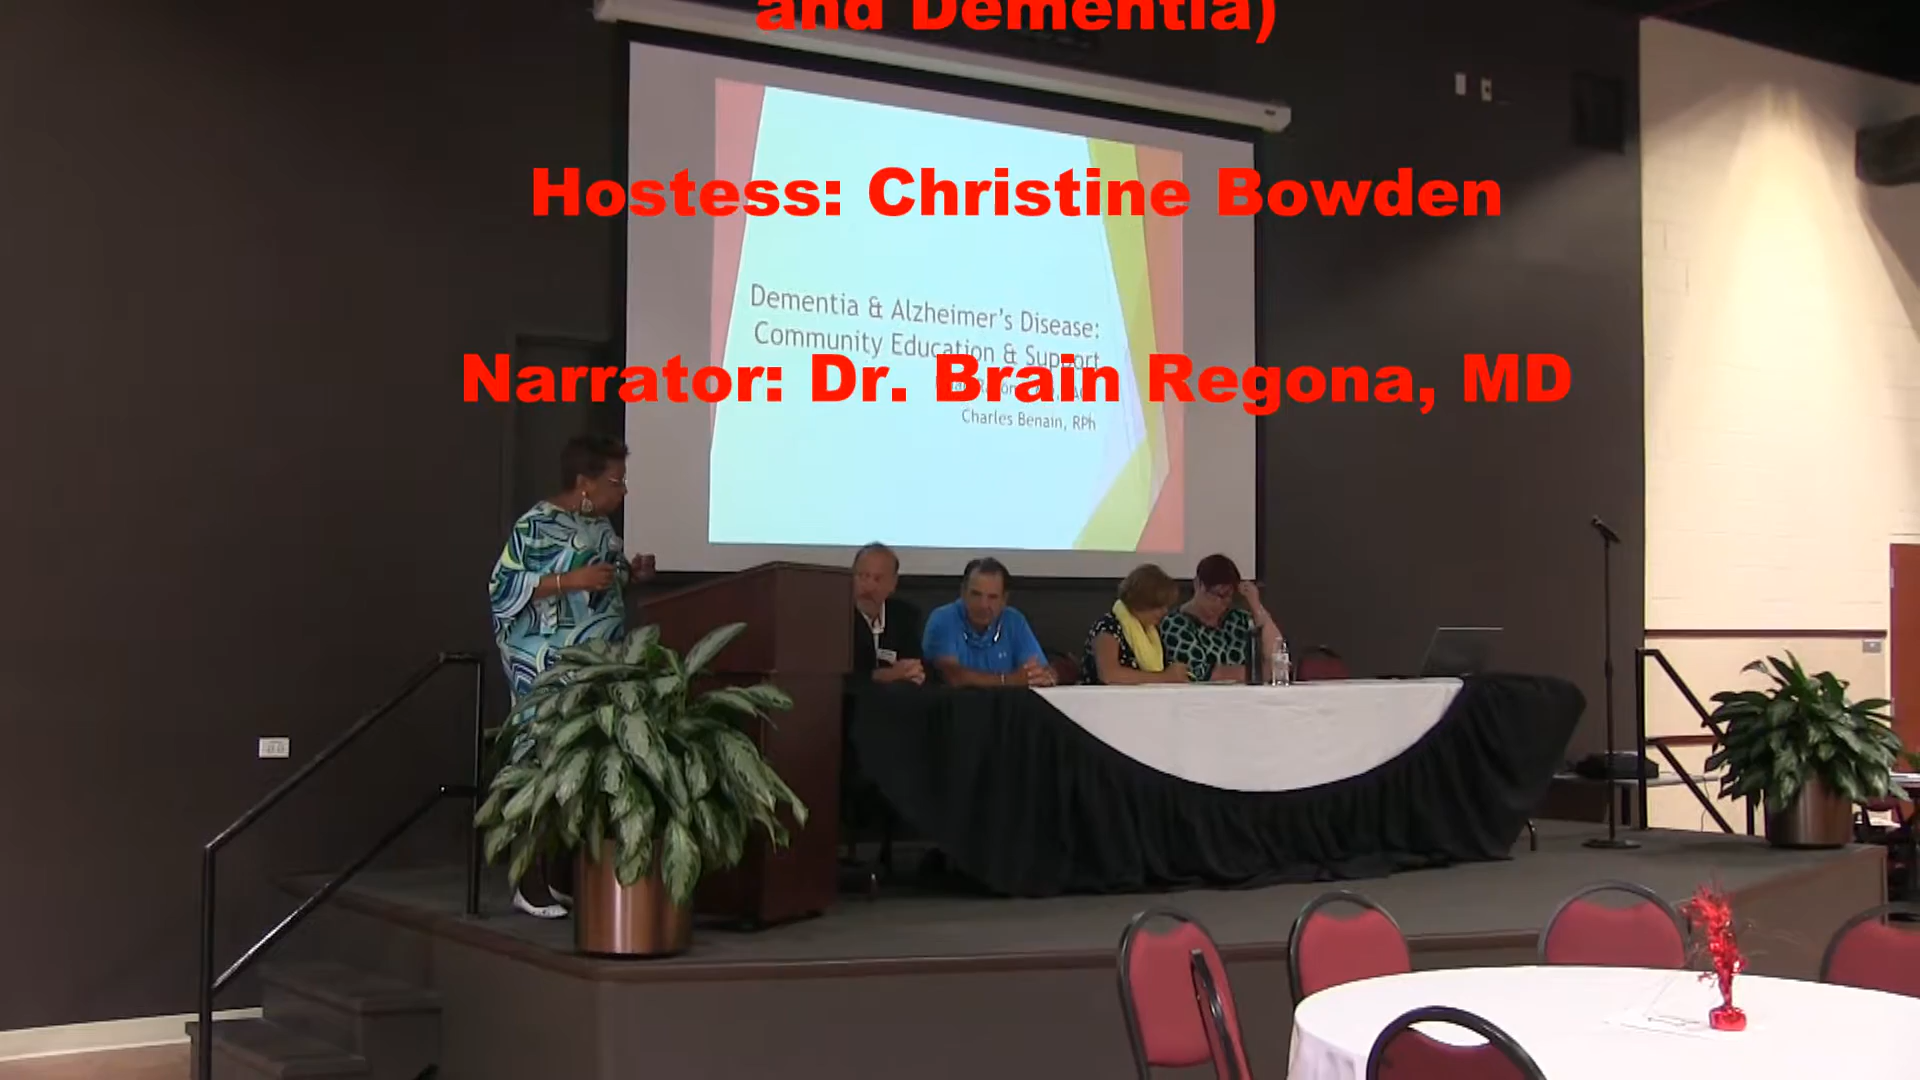 and Dementia)
Hostess: Christine Bowden
Dementia & Alzheimer's Disease:
Community Education & Support
Narrator: Dr. Brain Regona, MD
Charles Benain, RPh